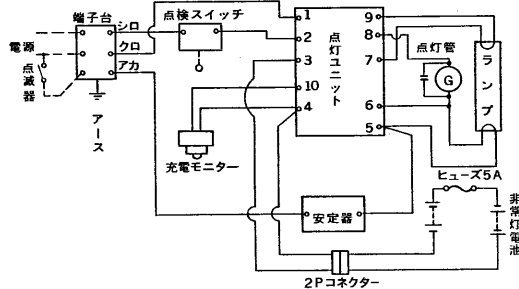 端子台
シロ
点検スイッチ
電源
クロ
点滅器
アカ
アース
1
2
3
10
4
点灯ユニット
9
8
7
6
5
点灯管
G
ランプ
充電モニター
ヒューズ5A
安定器
非常灯電池
2Pコネクター